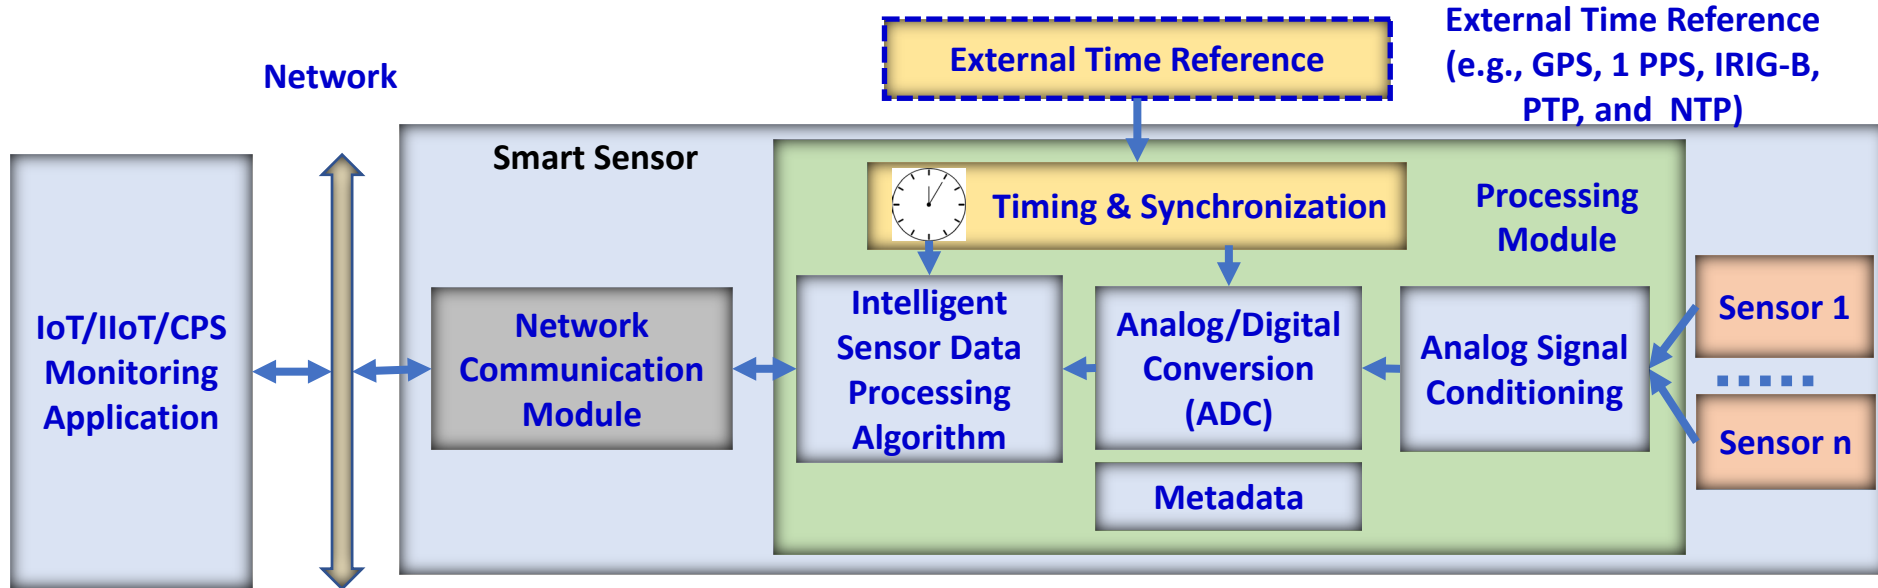 External Time Reference
(e.g., GPS, 1 PPS, IRIG-B,
PTP, and NTP)
External Time Reference
Network
Smart Sensor
Timing & Synchronization
Processing
Module
IoT/IIoT/CPS
Monitoring
Application
Network
Communication
Module
Intelligent
Sensor Data
Processing
Algorithm
Analog/Digital
Conversion
(ADC)
Analog Signal
Conditioning
Sensor 1
Sensor n
Metadata